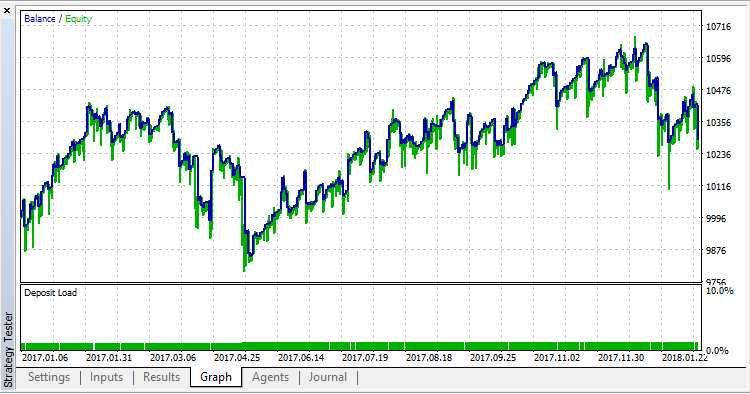 Balance / Equity
10716
10596
10476
10356
10236
10116
9996
9876
9756
Deposit Load
10.0%
0.0%
2017.01.06 2017.01.31 2017.03.06 2017.04.25 2017.06.14 2017.07.19 2017.08.18 2017.09.25 2017.11.02 2017.11.30 2018.01.22
Strategy Tester
Settings Inputs Results Graph Agents Journal